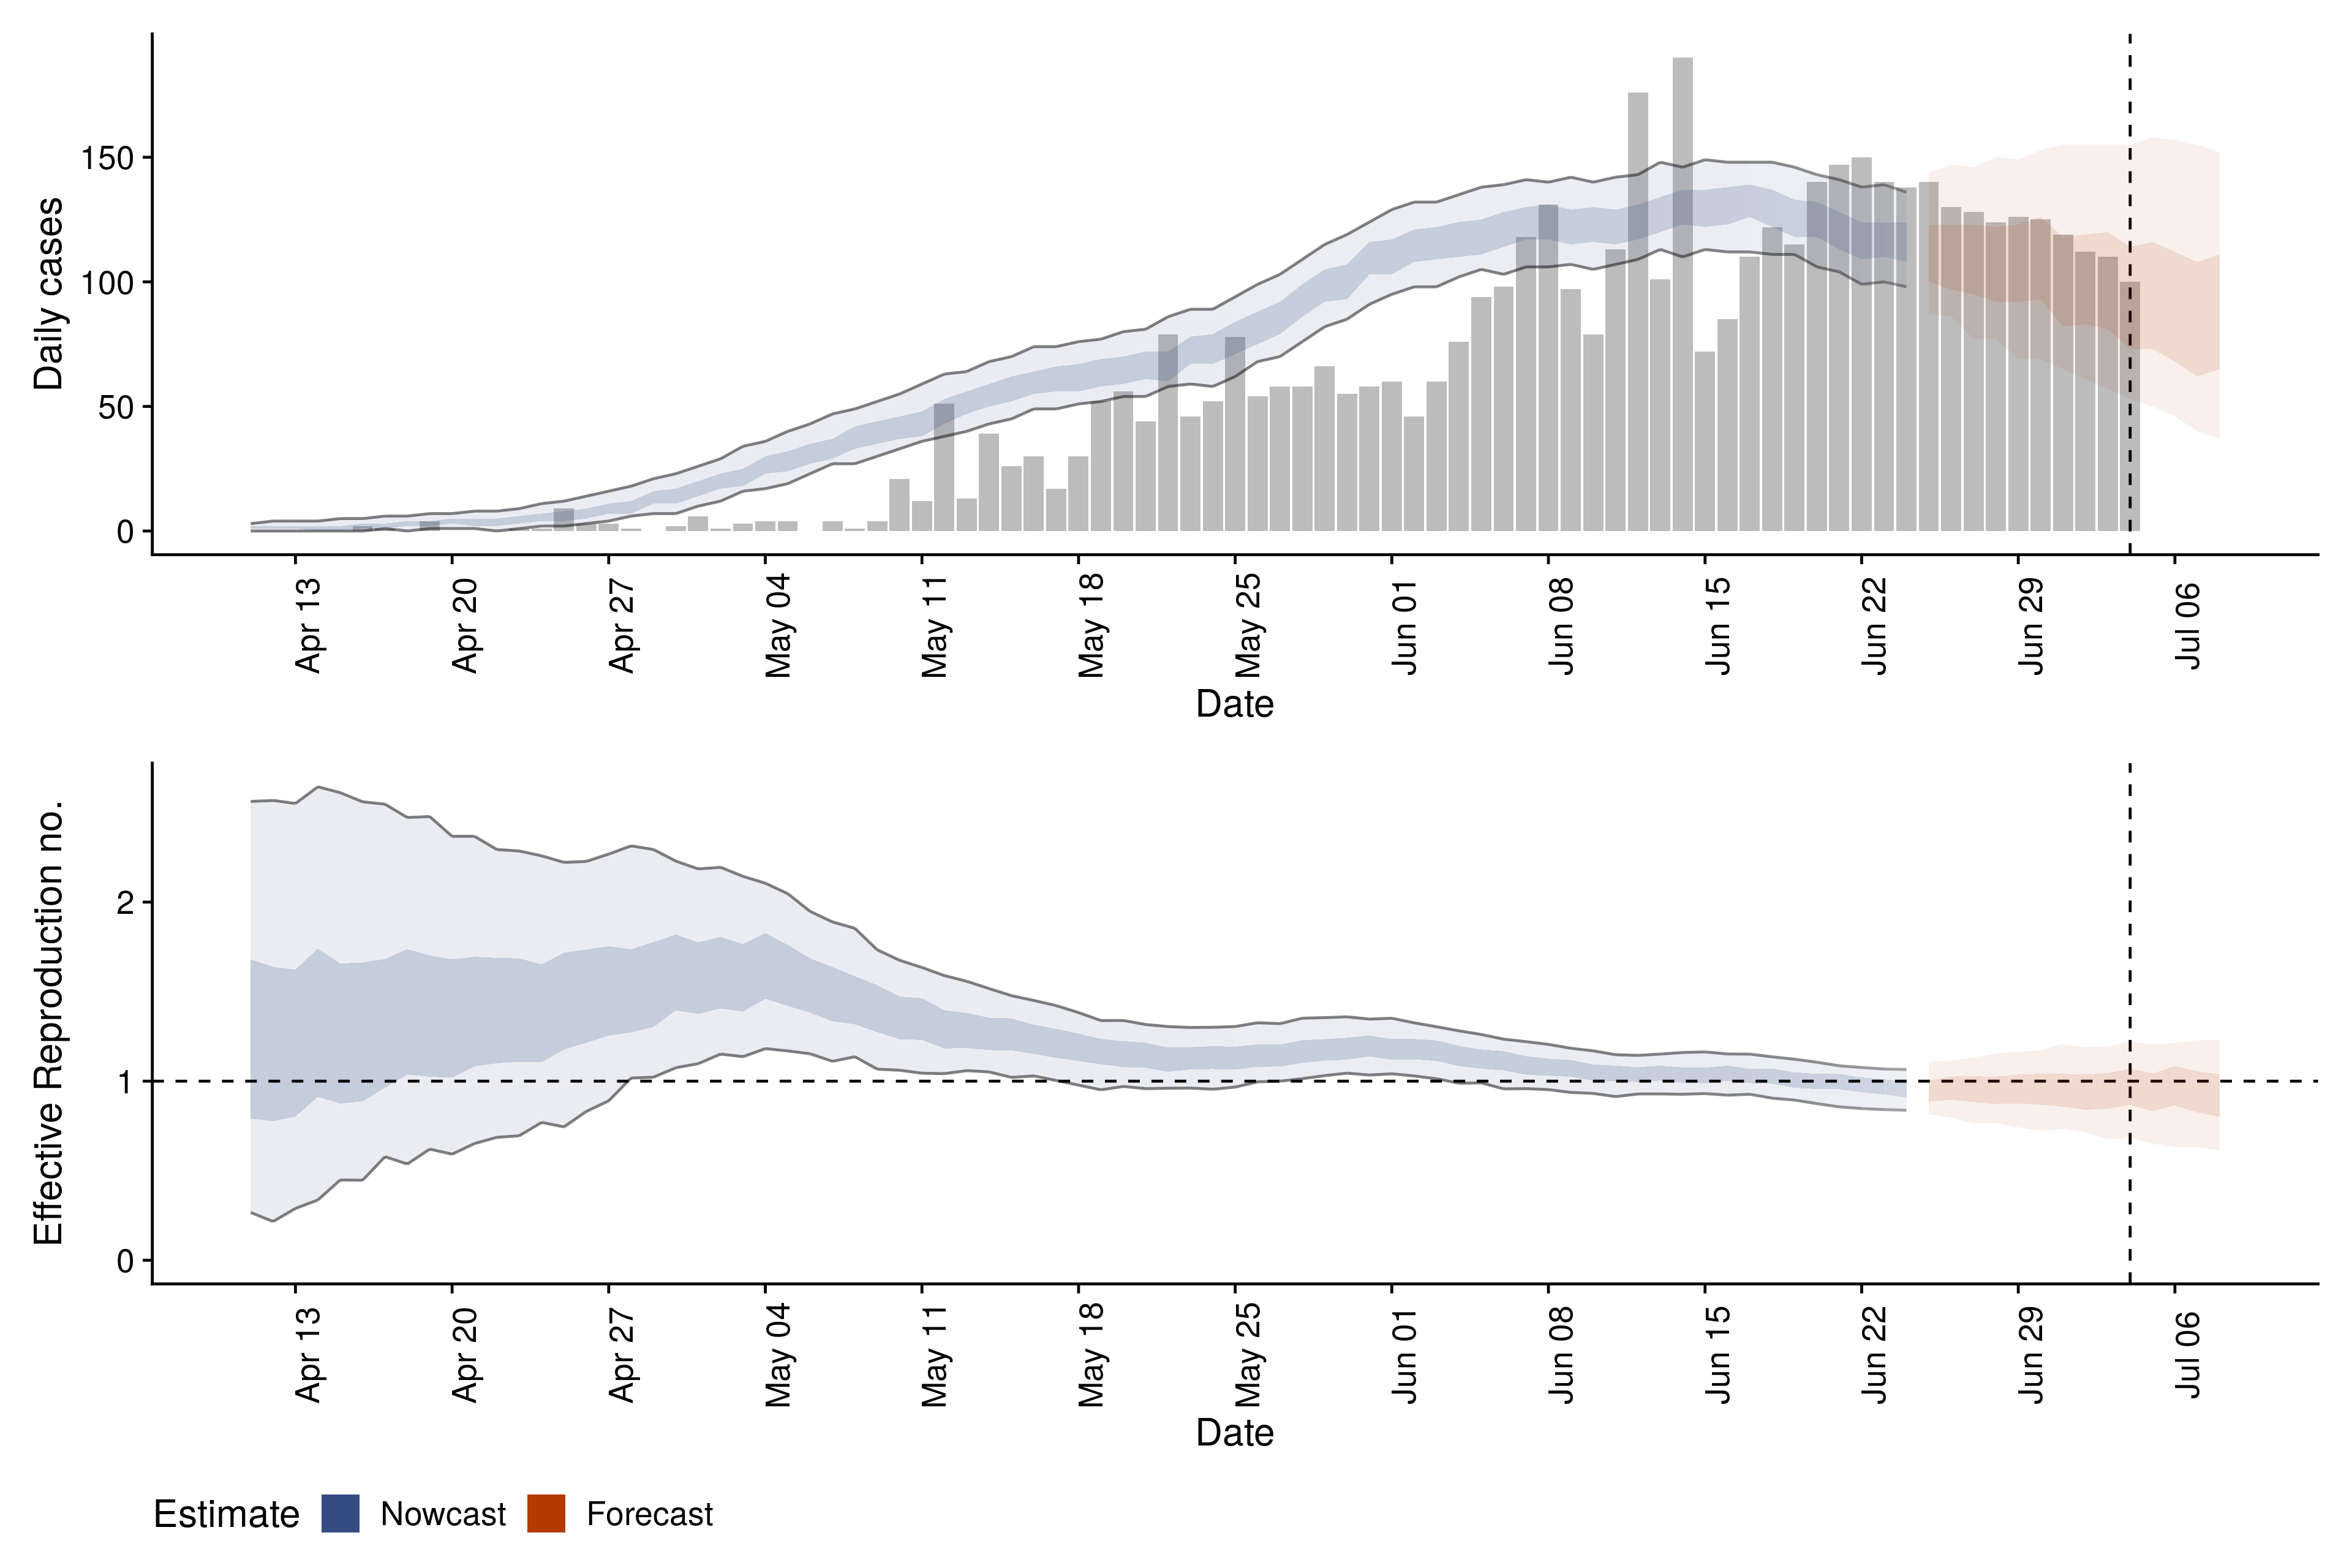 Daily cases
150
100
50
0
Apr 13
Apr 20
Apr 27
May 04
May 11
May 18
May 25
Jun 01
Jun 08
Jun 15
Jun 22
Jun 29
Jul 06
Date
Effective Reproduction no.
2
1
0
Apr 13
Apr 20
Apr 27
May 04
May 11
May 18
May 25
Jun 01
Jun 08
Jun 15
Jun 22
Jun 29
Jul 06
Date
Estimate Nowcast Forecast